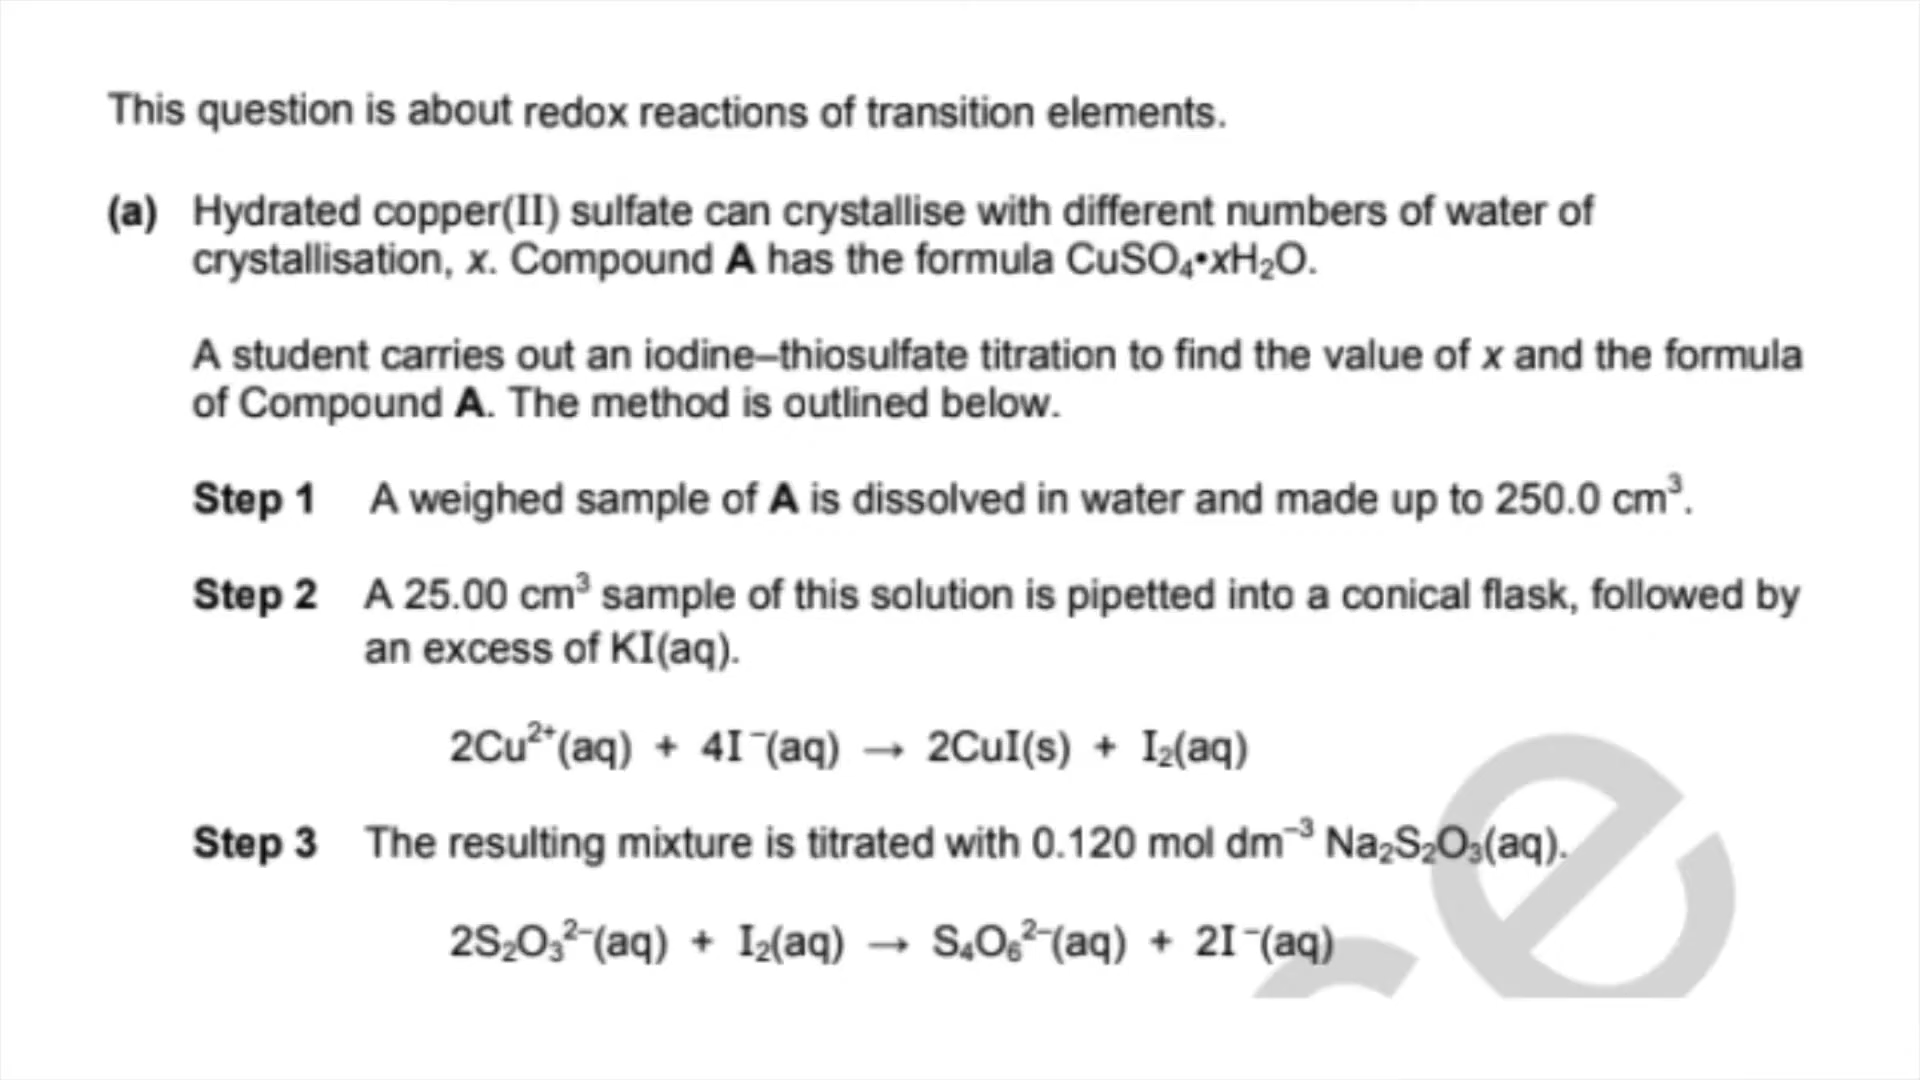 This question is about redox reactions of transition elements.
(a) Hydrated copper(II) sulfate can crystallise with different numbers of water of
crystallisation, x. Compound A has the formula CuSO₄•xH₂O.
A student carries out an iodine–thiosulfate titration to find the value of x and the formula
of Compound A. The method is outlined below.
Step 1 A weighed sample of A is dissolved in water and made up to 250.0 cm³.
Step 2 A 25.00 cm³ sample of this solution is pipetted into a conical flask, followed by
an excess of KI(aq).
2Cu²⁺(aq) + 4I⁻(aq) → 2CuI(s) + I₂(aq)
Step 3 The resulting mixture is titrated with 0.120 mol dm⁻³ Na₂S₂O₃(aq).
2S₂O₃²⁻(aq) + I₂(aq) → S₄O₆²⁻(aq) + 2I⁻(aq)